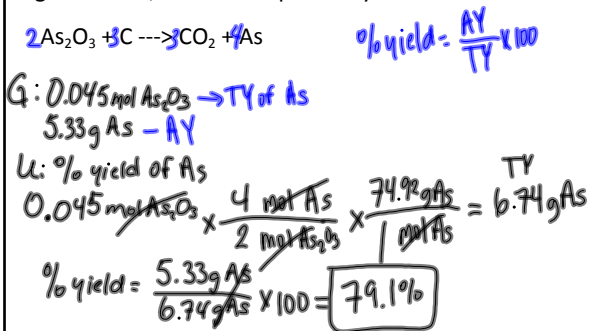 2As₂O₃ +3C ---> 3CO₂ +4As
% yield = AY/TY x 100
G: 0.045 mol As₂O₃ → TY of As
5.33 g As - AY
U: % yield of As
0.045 mol As₂O₃ x 4 mol As / 2 mol As₂O₃ x 74.92 g As / 1 mol As = 6.74 g As
TY
% yield = 5.33 g As / 6.74 g As x 100 = 79.1%